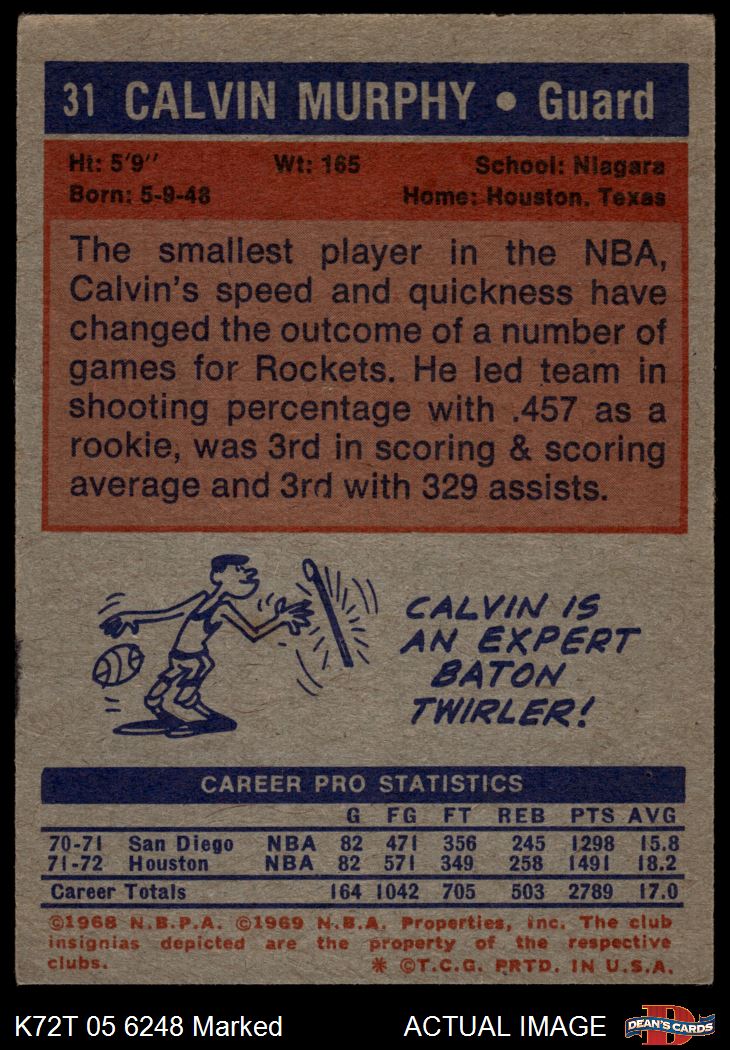 31 CALVIN MURPHY • Guard
Ht: 5'9'' Wt: 165 School: Niagara
Born: 5-9-48 Home: Houston, Texas
The smallest player in the NBA,
Calvin's speed and quickness have
changed the outcome of a number of
games for Rockets. He led team in
shooting percentage with .457 as a
rookie, was 3rd in scoring & scoring
average and 3rd with 329 assists.
CALVIN IS
AN EXPERT
BATON
TWIRLER!
CAREER PRO STATISTICS
G FG FT REB PTS AVG
70-71 San Diego NBA 82 471 356 245 1298 15.8
71-72 Houston NBA 82 571 349 258 1491 18.2
Career Totals 164 1042 705 503 2789 17.0
©1968 N.B.P.A. ©1969 N.B.A. Properties, Inc. The club
insignias depicted are the property of the respective
clubs. * ©T.C.G. PRTD. IN U.S.A.
K72T 05 6248 Marked ACTUAL IMAGE
D
DEAN'S CARDS